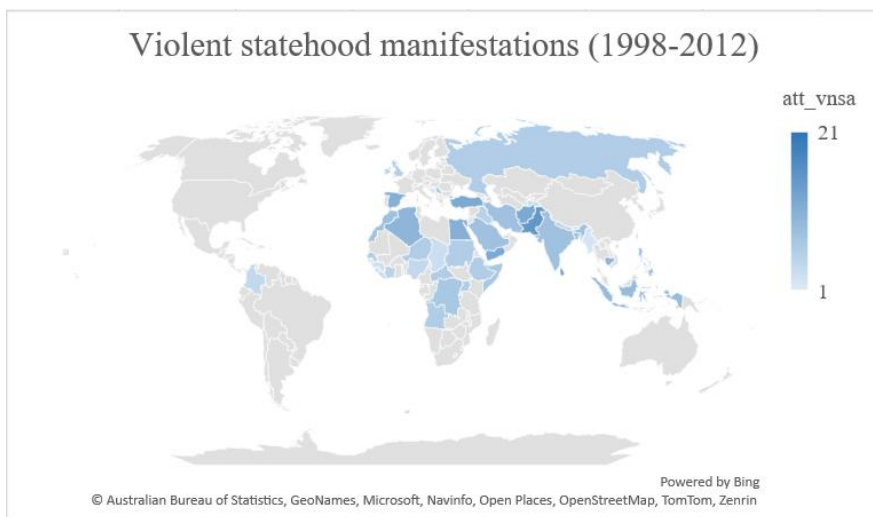 Violent statehood manifestations (1998-2012)
att_vnsa
21
1
Powered by Bing
© Australian Bureau of Statistics, GeoNames, Microsoft, Navinfo, Open Places, OpenStreetMap, TomTom, Zenrin